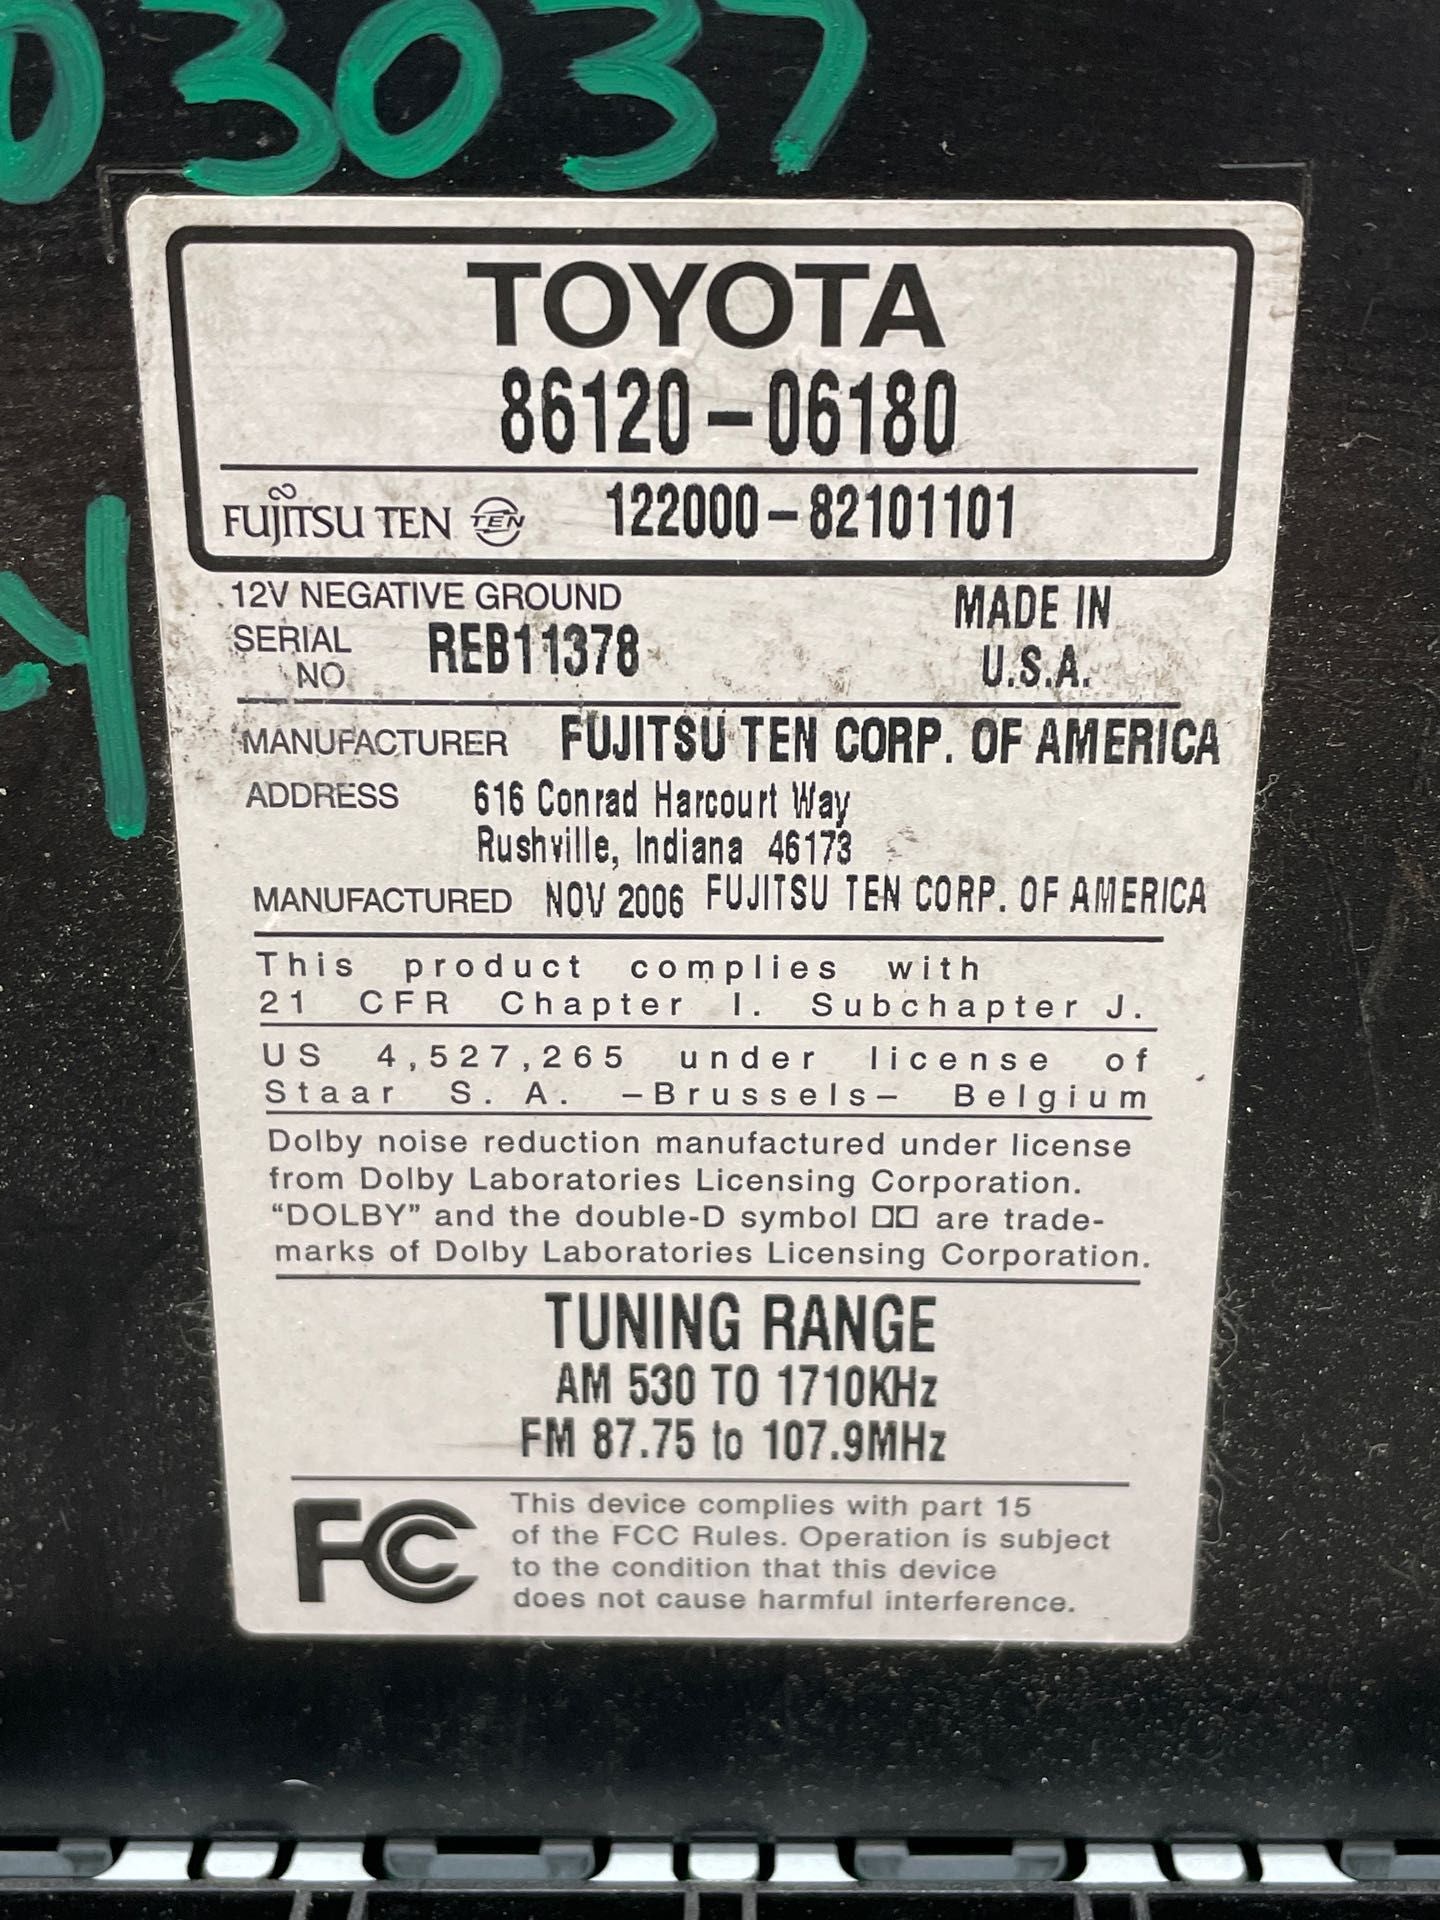 03037
TOYOTA
86120-06180
FUJITSU TEN TEN 122000-82101101
12V NEGATIVE GROUND
SERIAL NO. REB11378
MADE IN U.S.A.
MANUFACTURER FUJITSU TEN CORP. OF AMERICA
ADDRESS 616 Conrad Harcourt Way
Rushville, Indiana 46173
MANUFACTURED NOV 2006 FUJITSU TEN CORP. OF AMERICA
This product complies with
21 CFR Chapter I. Subchapter J.
US 4,527,265 under license of
Staar S. A. –Brussels– Belgium
Dolby noise reduction manufactured under license
from Dolby Laboratories Licensing Corporation.
“DOLBY” and the double-D symbol are trade-
marks of Dolby Laboratories Licensing Corporation.
TUNING RANGE
AM 530 TO 1710KHz
FM 87.75 to 107.9MHz
FC This device complies with part 15
of the FCC Rules. Operation is subject
to the condition that this device
does not cause harmful interference.